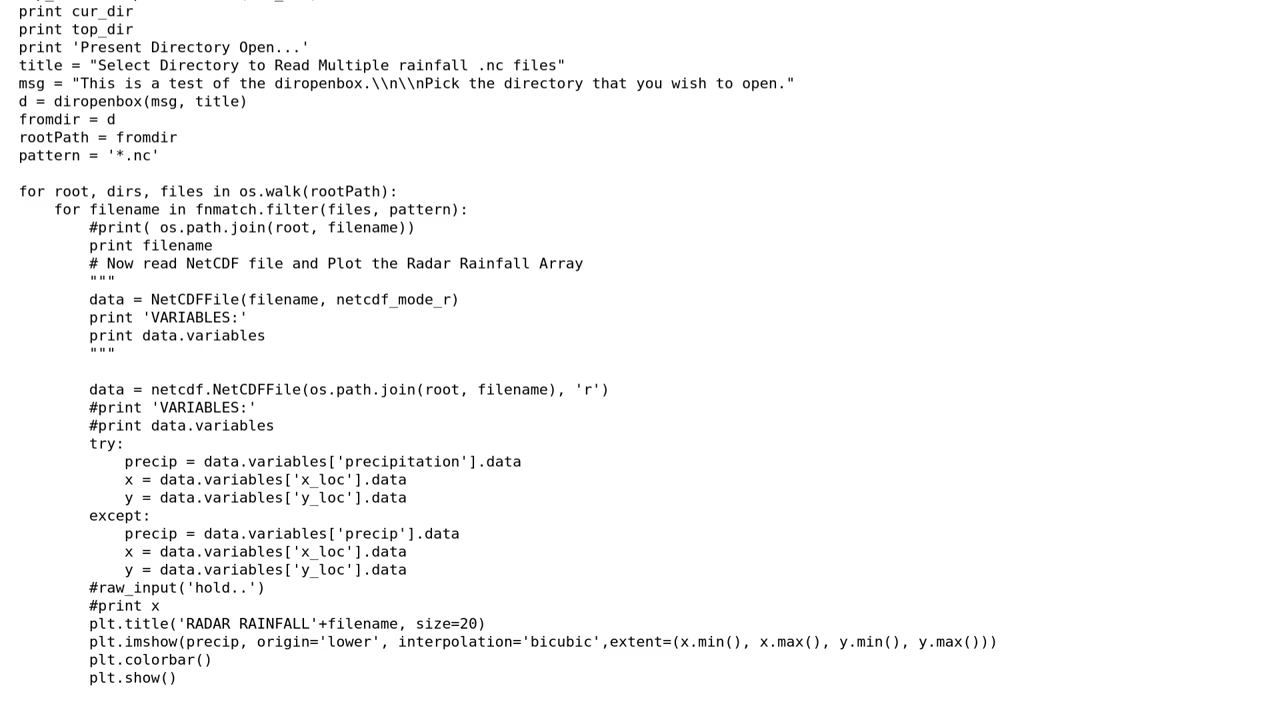 print cur_dir
print top_dir
print 'Present Directory Open...'
title = "Select Directory to Read Multiple rainfall .nc files"
msg = "This is a test of the diropenbox.\\n\\nPick the directory that you wish to open."
d = diropenbox(msg, title)
fromdir = d
rootPath = fromdir
pattern = '*.nc'

for root, dirs, files in os.walk(rootPath):
    for filename in fnmatch.filter(files, pattern):
        #print( os.path.join(root, filename))
        print filename
        # Now read NetCDF file and Plot the Radar Rainfall Array
        """
        data = NetCDFFile(filename, netcdf_mode_r)
        print 'VARIABLES:'
        print data.variables
        """

        data = netcdf.NetCDFFile(os.path.join(root, filename), 'r')
        #print 'VARIABLES:'
        #print data.variables
        try:
            precip = data.variables['precipitation'].data
            x = data.variables['x_loc'].data
            y = data.variables['y_loc'].data
        except:
            precip = data.variables['precip'].data
            x = data.variables['x_loc'].data
            y = data.variables['y_loc'].data
        #raw_input('hold..')
        #print x
        plt.title('RADAR RAINFALL'+filename, size=20)
        plt.imshow(precip, origin='lower', interpolation='bicubic',extent=(x.min(), x.max(), y.min(), y.max()))
        plt.colorbar()
        plt.show()